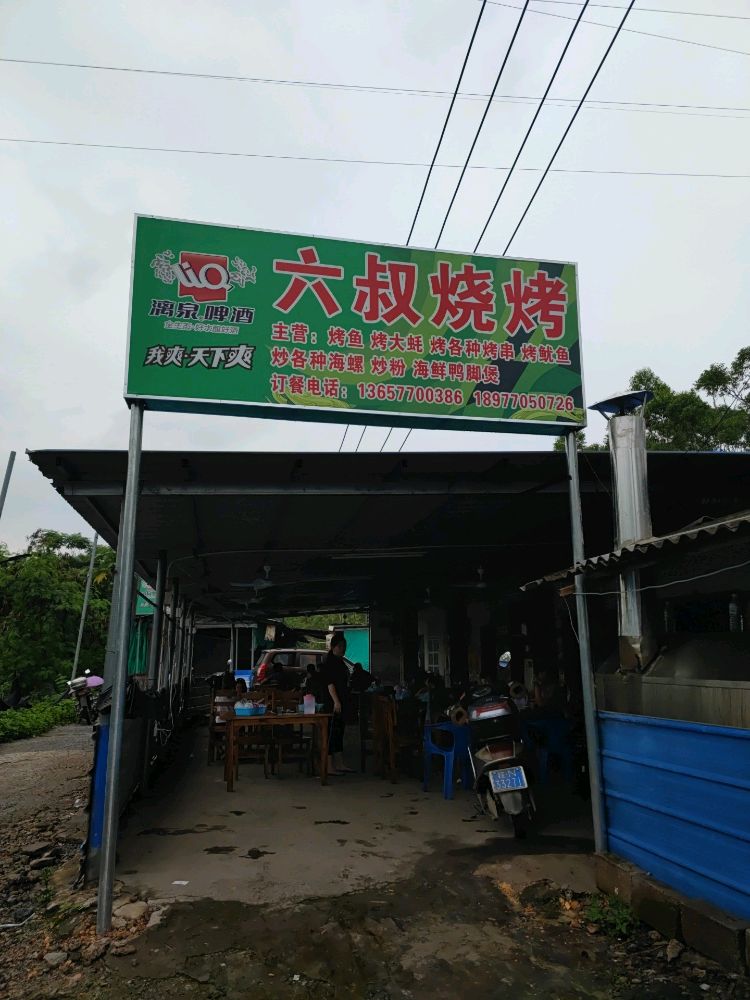 LiQ
漓泉啤酒
我爽·天下爽
六叔烧烤
主营：烤鱼 烤大蚝 烤各种烤串 烤鱿鱼
炒各种海螺 炒粉 海鲜鸭脚煲
订餐电话：13657700386 18977050726